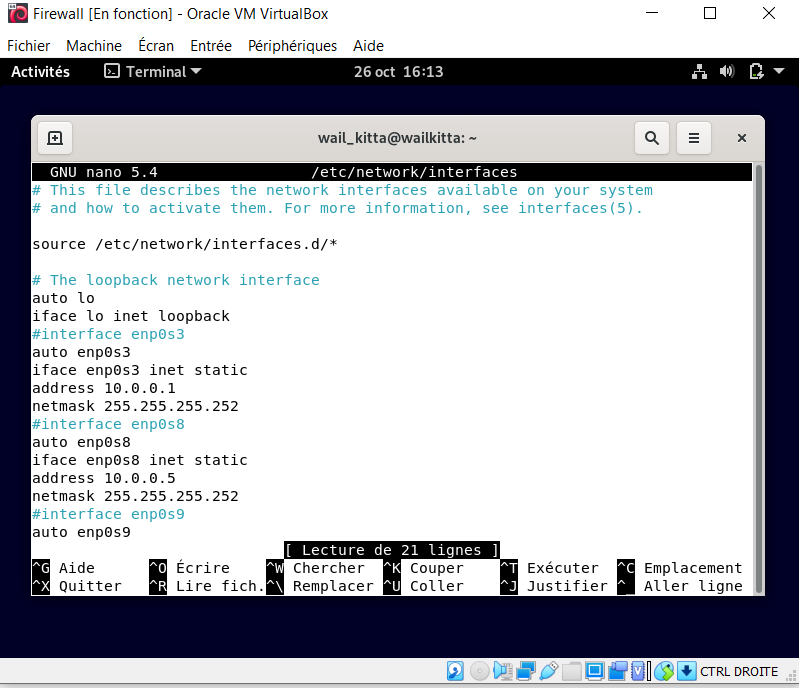 Firewall [En fonction] - Oracle VM VirtualBox
Fichier Machine Écran Entrée Périphériques Aide
Activités Terminal 26 oct 16:13
wail_kitta@wailkitta: ~
GNU nano 5.4 /etc/network/interfaces
# This file describes the network interfaces available on your system
# and how to activate them. For more information, see interfaces(5).
source /etc/network/interfaces.d/*
# The loopback network interface
auto lo
iface lo inet loopback
#interface enp0s3
auto enp0s3
iface enp0s3 inet static
address 10.0.0.1
netmask 255.255.255.252
#interface enp0s8
auto enp0s8
iface enp0s8 inet static
address 10.0.0.5
netmask 255.255.255.252
#interface enp0s9
auto enp0s9
[ Lecture de 21 lignes ]
^G Aide ^O Écrire ^W Chercher ^K Couper ^T Exécuter ^C Emplacement
^X Quitter ^R Lire fich. ^\ Remplacer ^U Coller ^J Justifier ^_ Aller ligne
CTRL DROITE